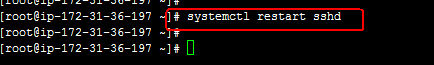 [root@ip-172-31-36-197 ~]#
[root@ip-172-31-36-197 ~]# systemctl restart sshd
[root@ip-172-31-36-197 ~]#
[root@ip-172-31-36-197 ~]#